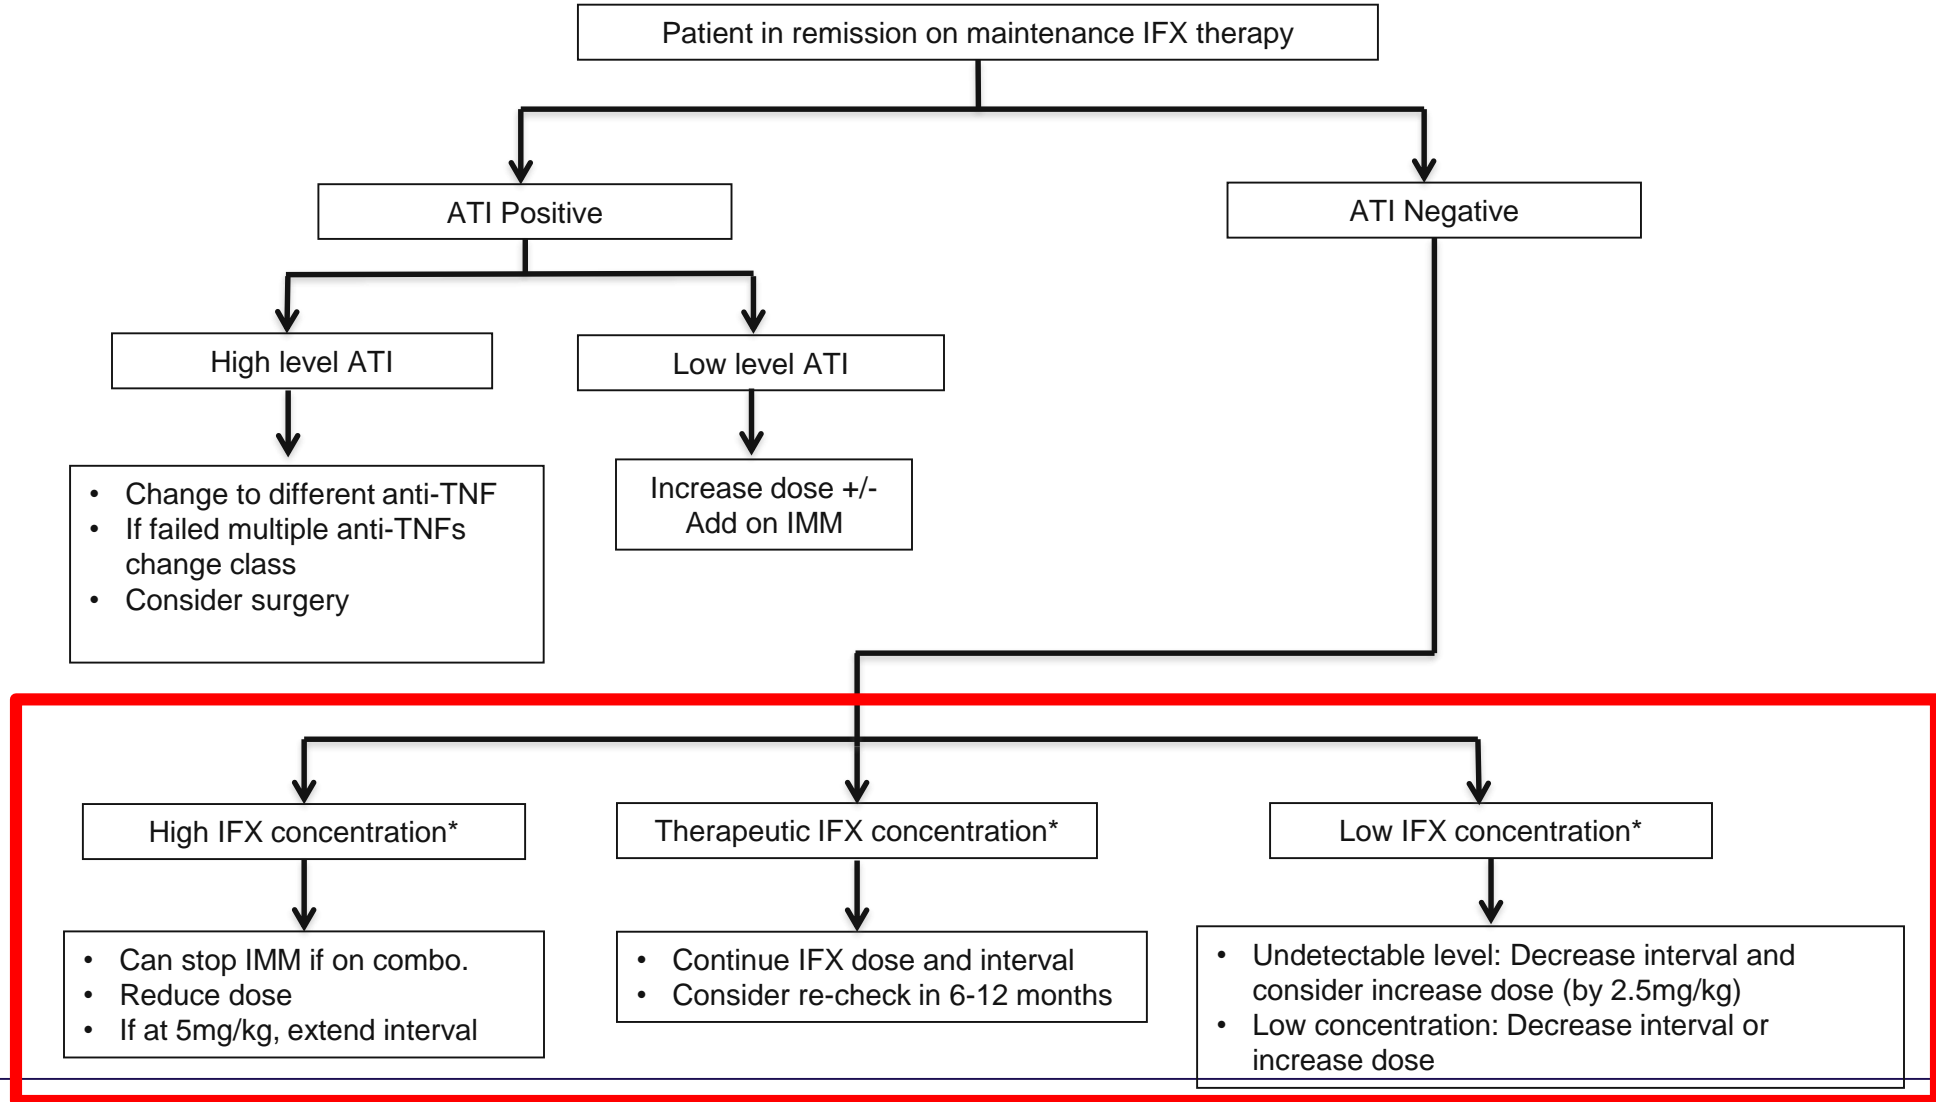 Patient in remission on maintenance IFX therapy
ATI Positive
ATI Negative
High level ATI
Low level ATI
• Change to different anti-TNF
• If failed multiple anti-TNFs
change class
• Consider surgery
Increase dose +/-
Add on IMM
High IFX concentration*
Therapeutic IFX concentration*
Low IFX concentration*
• Can stop IMM if on combo.
• Reduce dose
• If at 5mg/kg, extend interval
• Continue IFX dose and interval
• Consider re-check in 6-12 months
• Undetectable level: Decrease interval and
consider increase dose (by 2.5mg/kg)
• Low concentration: Decrease interval or
increase dose